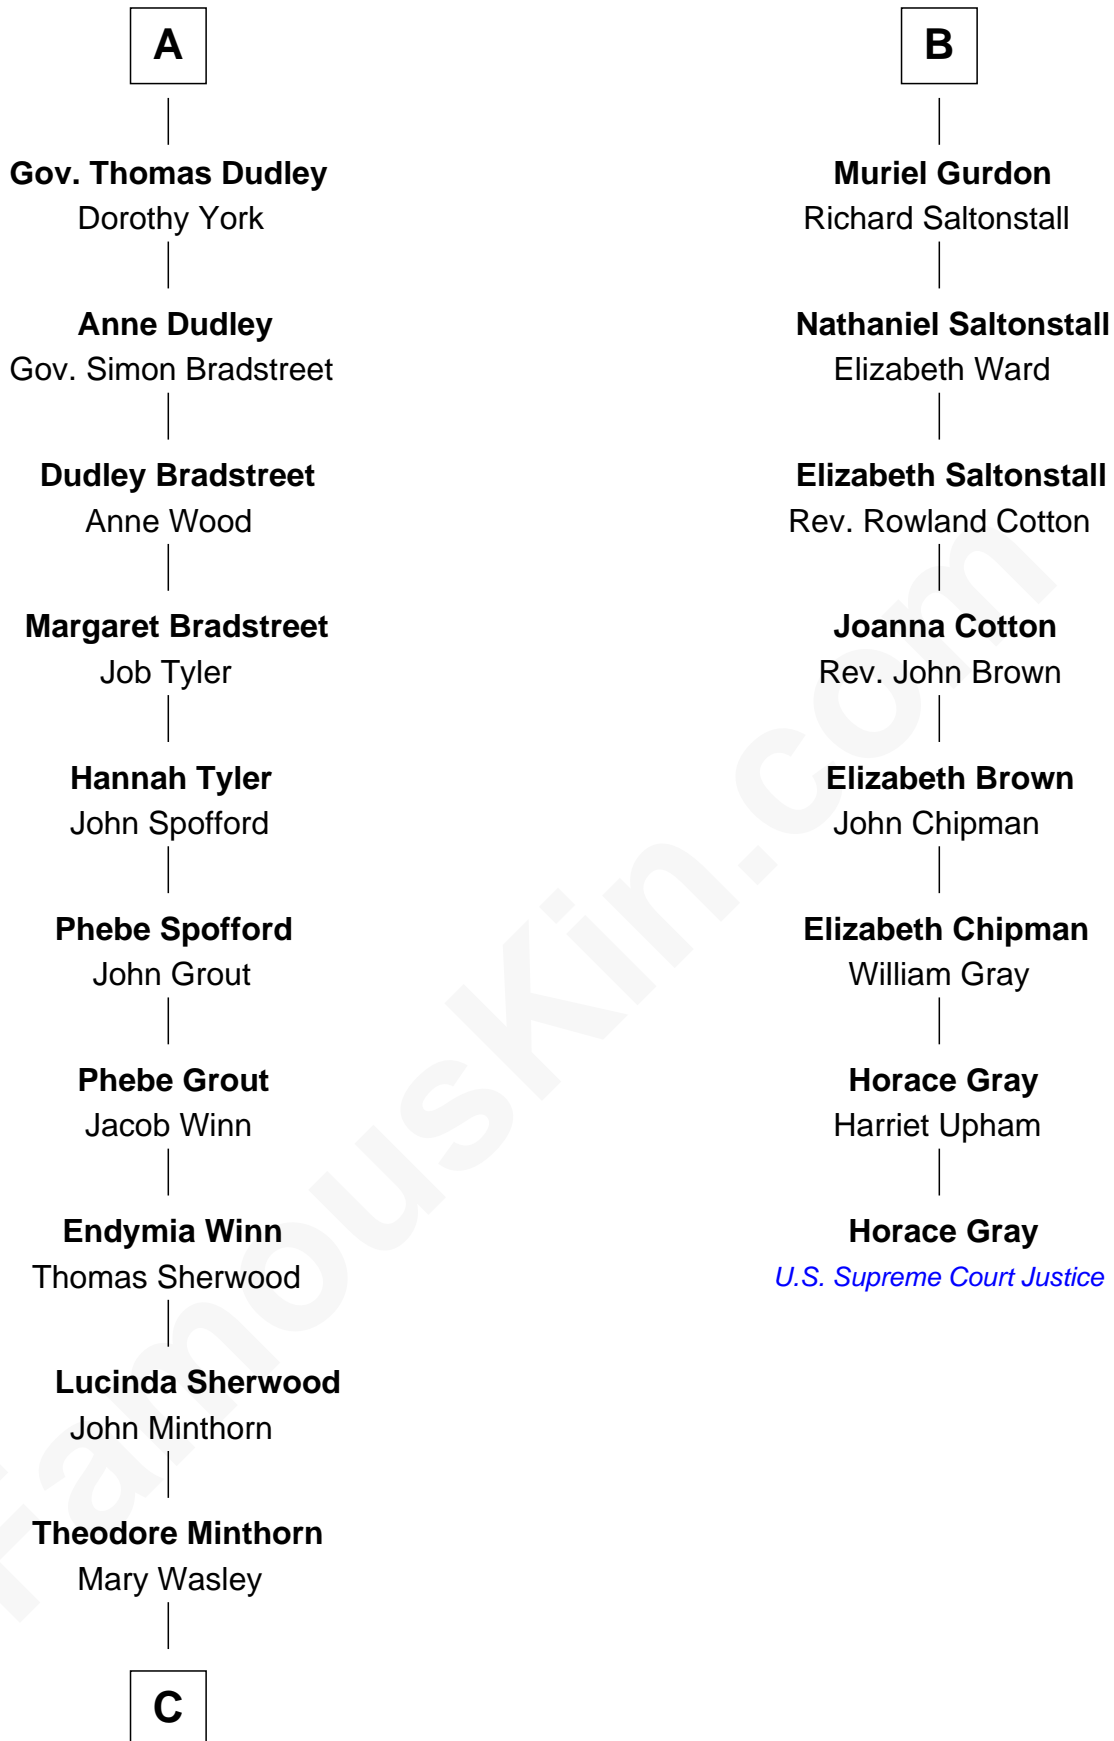 A
Gov. Thomas Dudley
Dorothy York
Anne Dudley
Gov. Simon Bradstreet
Dudley Bradstreet
Anne Wood
Margaret Bradstreet
Job Tyler
Hannah Tyler
John Spofford
Phebe Spofford
John Grout
Phebe Grout
Jacob Winn
Endymia Winn
Thomas Sherwood
Lucinda Sherwood
John Minthorn
Theodore Minthorn
Mary Wasley
C
B
Muriel Gurdon
Richard Saltonstall
Nathaniel Saltonstall
Elizabeth Ward
Elizabeth Saltonstall
Rev. Rowland Cotton
Joanna Cotton
Rev. John Brown
Elizabeth Brown
John Chipman
Elizabeth Chipman
William Gray
Horace Gray
Harriet Upham
Horace Gray
U.S. Supreme Court Justice
FamousKin.com